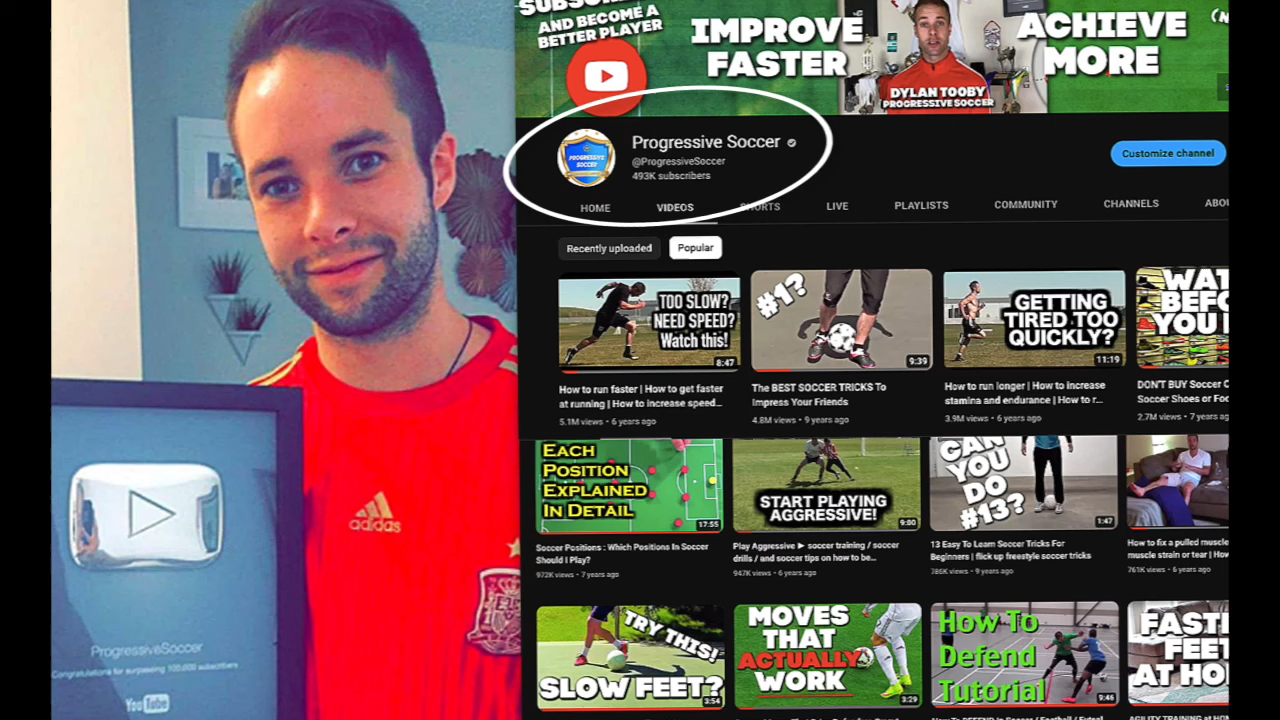 SUBSCRIBE
AND BECOME A
BETTER PLAYER
IMPROVE
FASTER
DYLAN TOOBY
PROGRESSIVE SOCCER
ACHIEVE
MORE
PROGRESSIVE
SOCCER
Progressive Soccer
@ProgressiveSoccer
493K subscribers
Customize channel
HOME
VIDEOS
SHORTS
LIVE
PLAYLISTS
COMMUNITY
CHANNELS
ABOU
Recently uploaded
Popular
TOO SLOW?
NEED SPEED?
Watch this!
8:47
#1?
9:39
GETTING
TIRED TOO
QUICKLY?
11:19
WAT
BEFO
YOU
How to run faster | How to get faster
at running | How to increase speed...
5.1M views • 6 years ago
The BEST SOCCER TRICKS To
Impress Your Friends
4.8M views • 9 years ago
How to run longer | How to increase
stamina and endurance | How to r...
3.9M views • 6 years ago
DON'T BUY Soccer C
Soccer Shoes or Foo
2.7M views • 7 years ag
EACH
POSITION
EXPLAINED
IN DETAIL
17:55
START PLAYING
AGGRESSIVE!
9:00
CAN
YOU
DO
#13?
1:47
Soccer Positions : Which Positions In Soccer
Should I Play?
972K views • 7 years ago
Play Aggressive ► soccer training / soccer
drills / and soccer tips on how to be...
947K views • 6 years ago
13 Easy To Learn Soccer Tricks For
Beginners | flick up freestyle soccer tricks
786K views • 9 years ago
How to fix a pulled muscle
muscle strain or tear | How
761K views • 6 years ago
TRY THIS!
SLOW FEET?
3:54
MOVES
THAT
ACTUALLY
WORK
3:29
How To
Defend
Tutorial
9:46
FAST
FEET
AT HOM
adidas
ProgressiveSoccer
Congratulations for surpassing 100,000 subscribers
YouTube